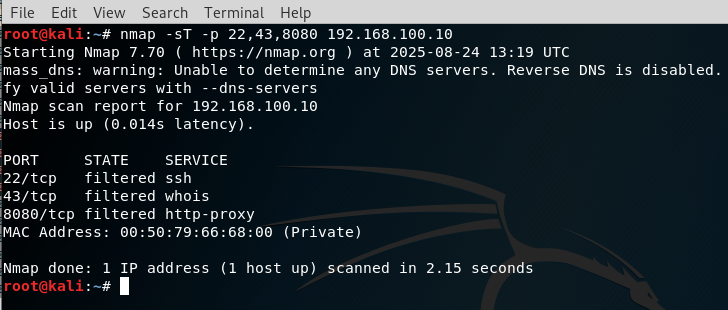 File Edit View Search Terminal Help
root@kali:~# nmap -sT -p 22,43,8080 192.168.100.10
Starting Nmap 7.70 ( https://nmap.org ) at 2025-08-24 13:19 UTC
mass_dns: warning: Unable to determine any DNS servers. Reverse DNS is disabled.
fy valid servers with --dns-servers
Nmap scan report for 192.168.100.10
Host is up (0.014s latency).
PORT STATE SERVICE
22/tcp filtered ssh
43/tcp filtered whois
8080/tcp filtered http-proxy
MAC Address: 00:50:79:66:68:00 (Private)
Nmap done: 1 IP address (1 host up) scanned in 2.15 seconds
root@kali:~#